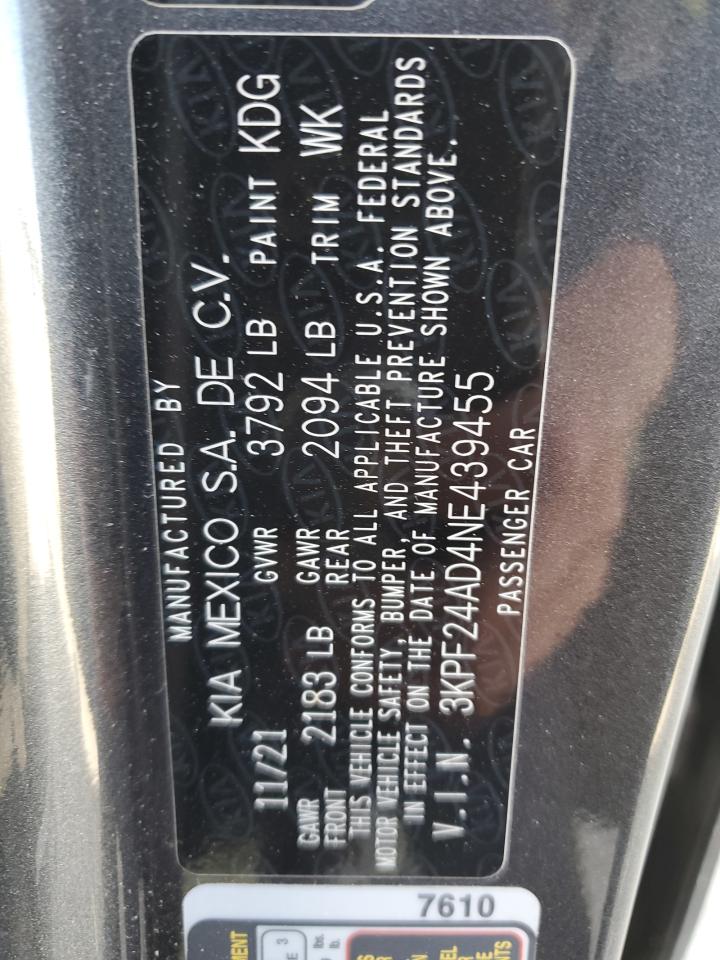 MANUFACTURED BY
KIA MEXICO S.A. DE C.V.
11/21 GVWR 3792 LB PAINT KDG
GAWR FRONT 2183 LB GAWR REAR 2094 LB TRIM WK
THIS VEHICLE CONFORMS TO ALL APPLICABLE U.S.A. FEDERAL
MOTOR VEHICLE SAFETY, BUMPER, AND THEFT PREVENTION STANDARDS
IN EFFECT ON THE DATE OF MANUFACTURE SHOWN ABOVE.
V.I.N. 3KPF24AD4NE439455
PASSENGER CAR
7610